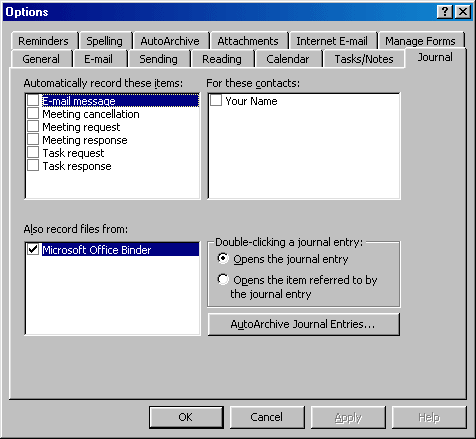 Options
Reminders Spelling AutoArchive Attachments Internet E-mail Manage Forms
General E-mail Sending Reading Calendar Tasks/Notes Journal
Automatically record these items:
E-mail message
Meeting cancellation
Meeting request
Meeting response
Task request
Task response
For these contacts:
Your Name
Also record files from:
Microsoft Office Binder
Double-clicking a journal entry:
Opens the journal entry
Opens the item referred to by
the journal entry
AutoArchive Journal Entries...
OK Cancel Apply Help